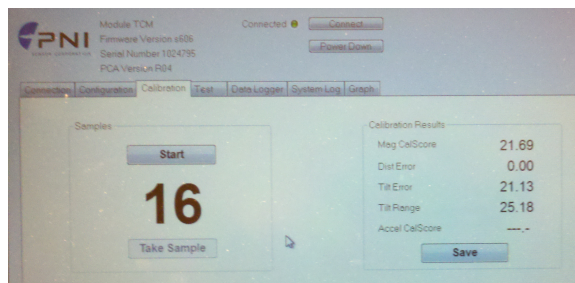 PNI
SENSOR CORPORATION
Module TCM
Firmware Version s606
Serial Number 1024795
PCA Version R04
Connected
Connect
Power Down
Connection Configuration Calibration Test Data Logger System Log Graph
Samples
Start
16
Take Sample
Calibration Results
Mag CalScore 21.69
Dist Error 0.00
Tilt Error 21.13
Tilt Range 25.18
Accel CalScore ---.-
Save